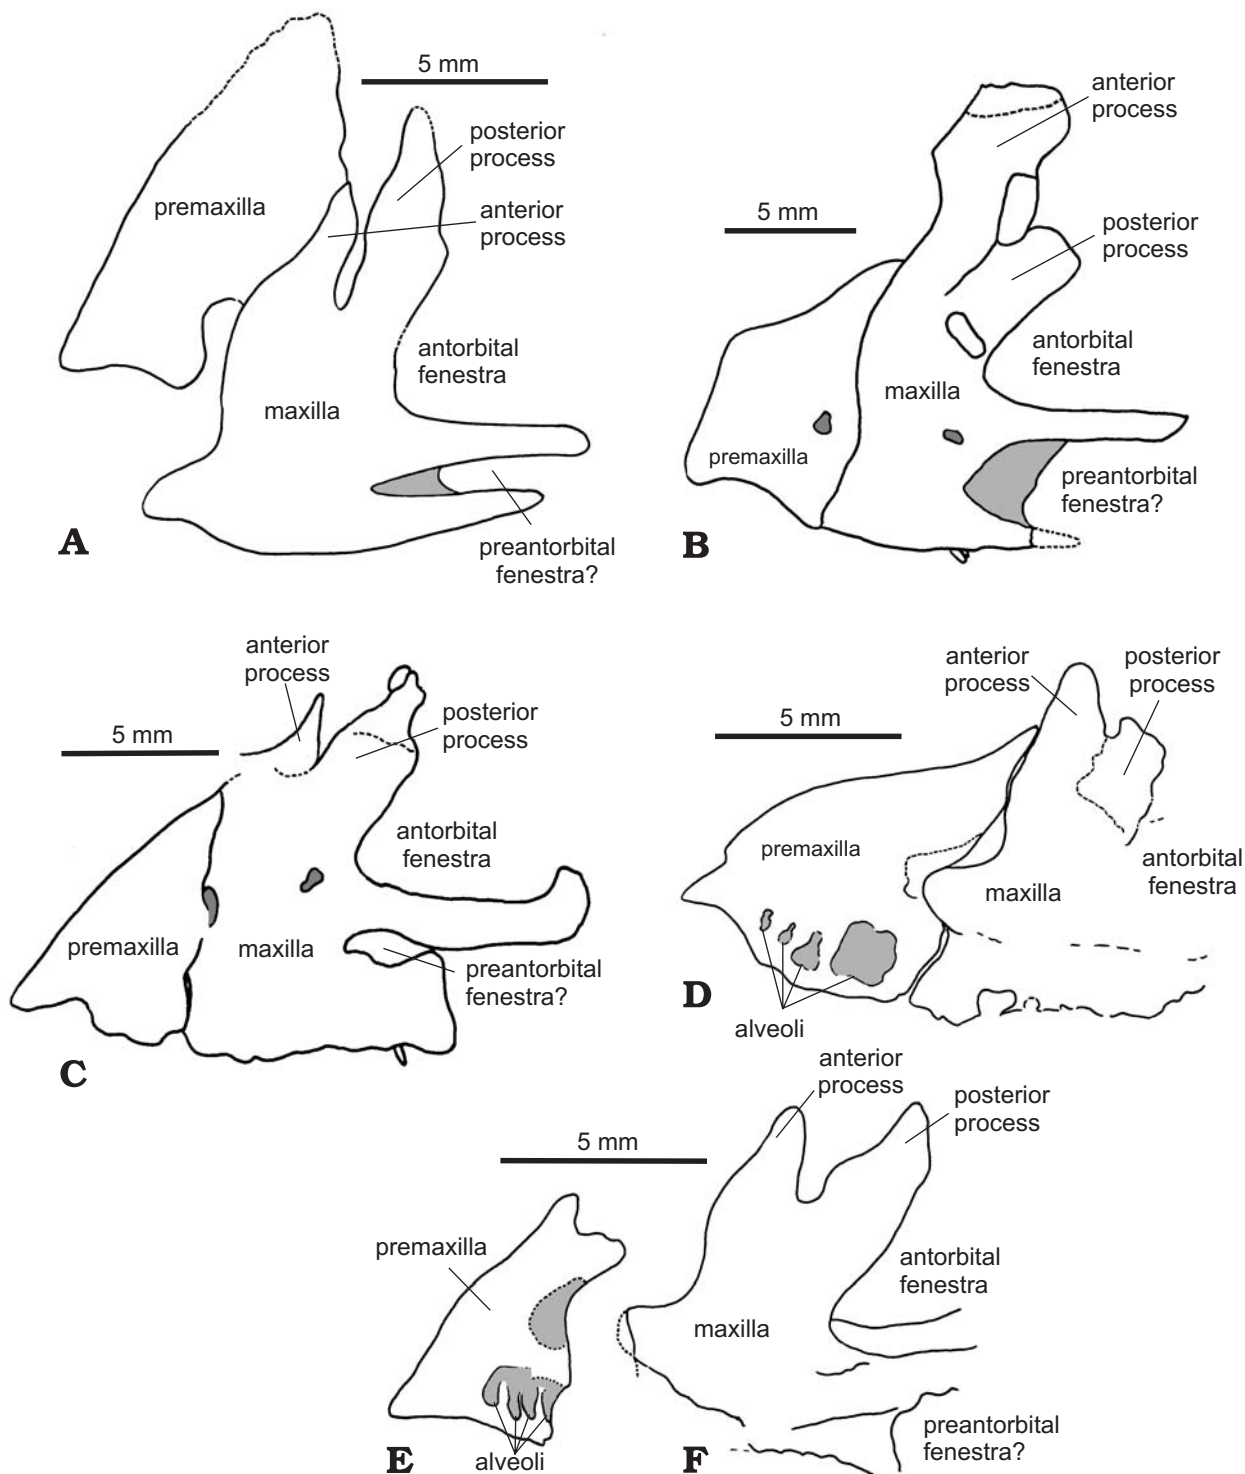 5 mm
posterior
process
premaxilla
anterior
process
antorbital
fenestra
maxilla
preantorbital
fenestra?
A
anterior
process
5 mm
posterior
process
antorbital
fenestra
maxilla
premaxilla
preantorbital
fenestra?
B
anterior
process
5 mm
posterior
process
antorbital
fenestra
premaxilla
maxilla
preantorbital
fenestra?
C
anterior
process
posterior
process
5 mm
premaxilla
antorbital
fenestra
maxilla
D
alveoli
5 mm
premaxilla
alveoli
E
anterior
process
posterior
process
antorbital
fenestra
maxilla
preantorbital
fenestra?
F